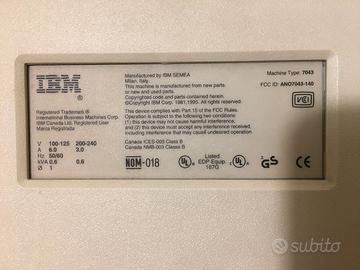 IBM
Registered Trademark ®
International Business Machines Corp.
IBM Canada Ltd. Registered User
Marca Registrada
V 100-125 200-240
A 6.0 3.0
Hz 50/60
kVA 0.6 0.6
Ø 1
Manufactured by IBM SEMEA
Milan, Italy.
This machine is manufactured from new parts,
or new and used parts.
Copyrighted code and parts contained herein.
©Copyright IBM Corp. 1981,1995. All rights reserved.
This device complies with Part 15 of the FCC Rules.
Operation is subject to the following two conditions:
(1) this device may not cause harmful
interference, and
(2) this device must accept any interference
received, including interference that may
cause undesired operation.
Canada ICES-003 Class B
Canada NMB-003 Classe B
NOM-018
UL
Listed
EDP Equip.
167G
GS
CE
Machine Type: 7043
FCC ID: ANO7043-140
VCI
subito